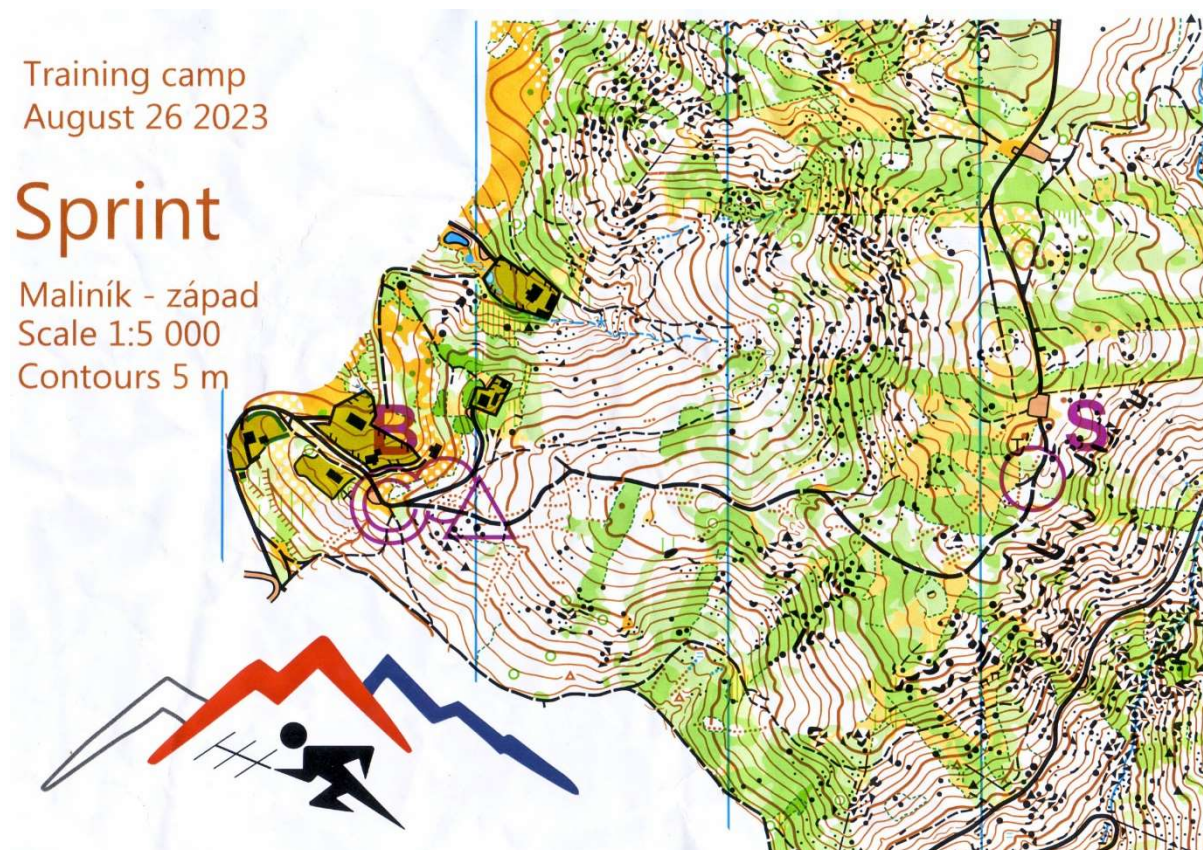 Training camp
August 26 2023
Sprint
Maliník - západ
Scale 1:5 000
Contours 5 m
B
S